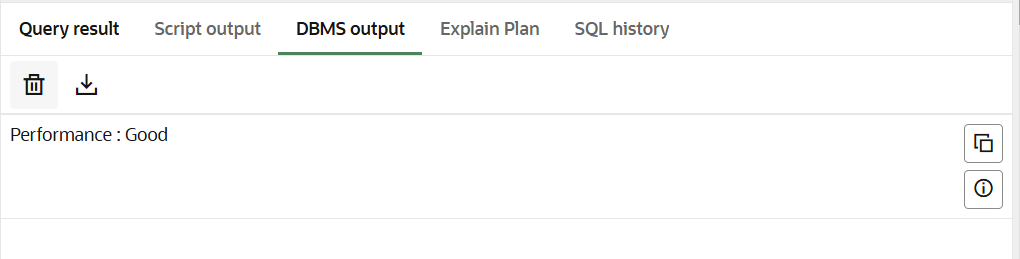 Query result Script output DBMS output Explain Plan SQL history
Performance : Good